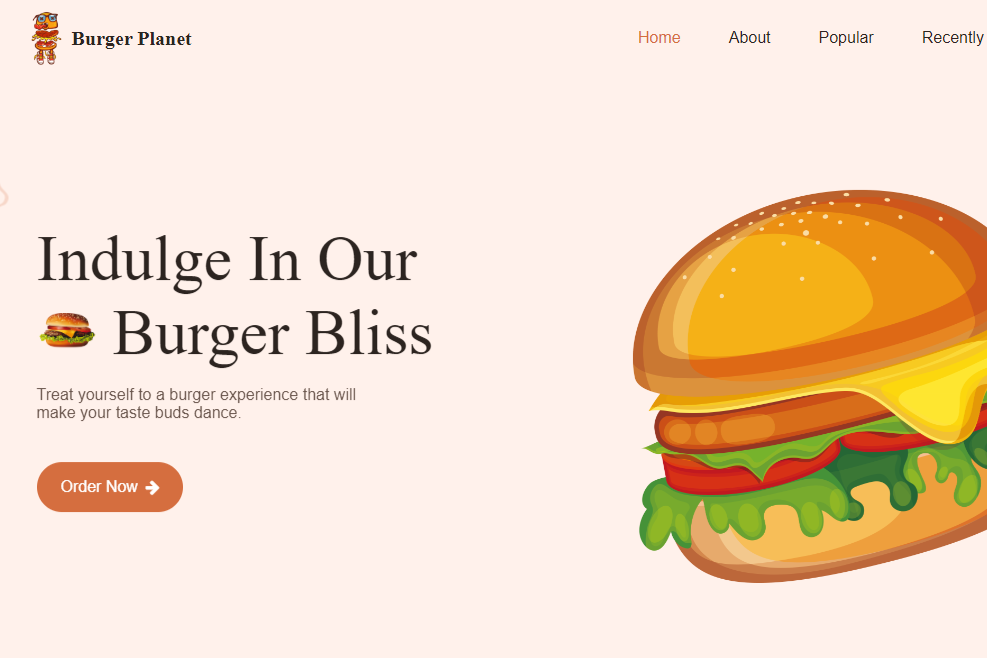 Burger Planet
Home About Popular Recently
Indulge In Our
Burger Bliss
Treat yourself to a burger experience that will
make your taste buds dance.
Order Now